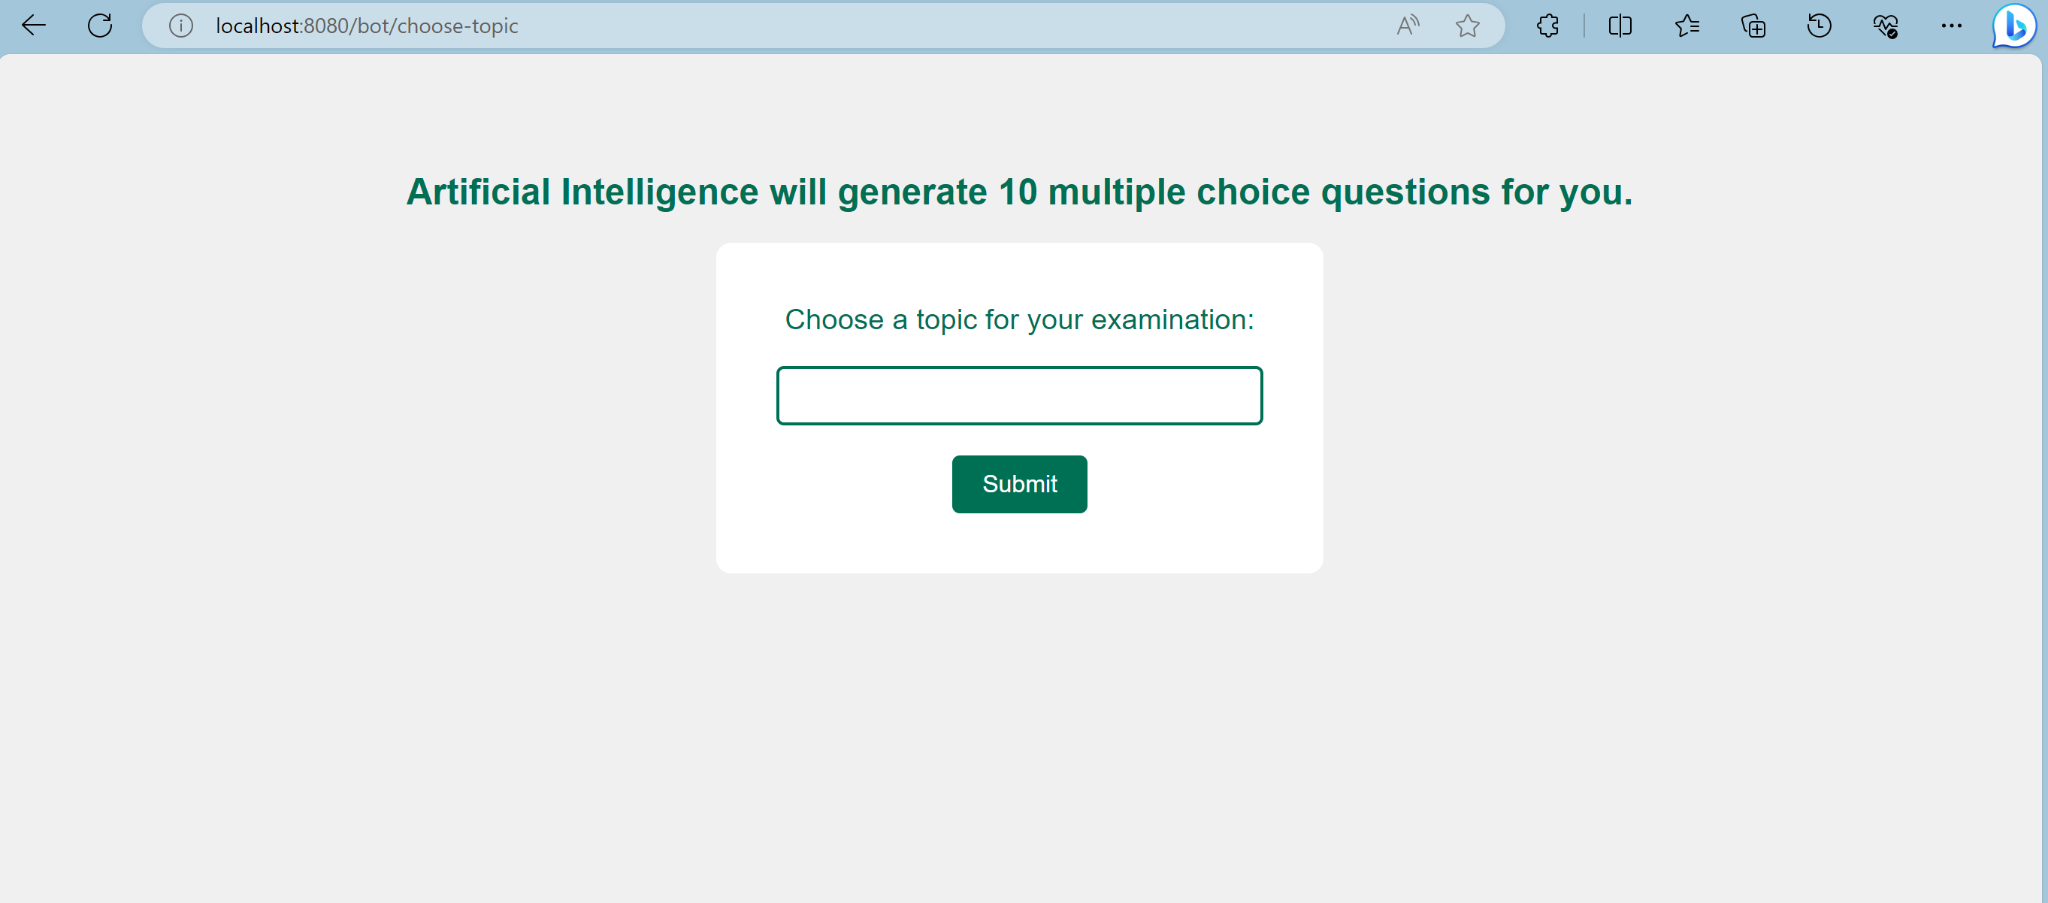 localhost:8080/bot/choose-topic
Artificial Intelligence will generate 10 multiple choice questions for you.
Choose a topic for your examination:
Submit